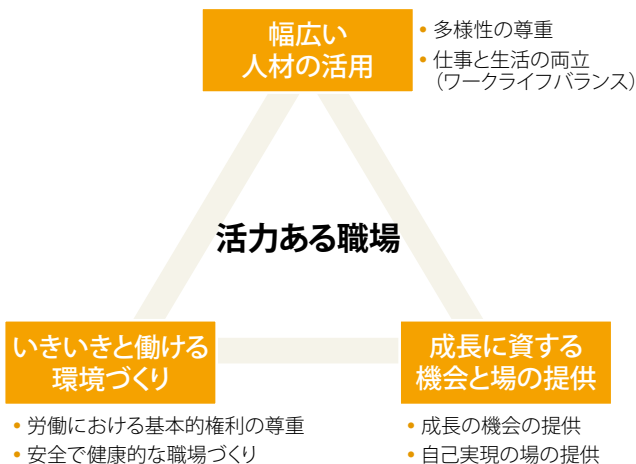 幅広い
人材の活用
• 多様性の尊重
• 仕事と生活の両立
（ワークライフバランス）
活力ある職場
いきいきと働ける
環境づくり
• 労働における基本的権利の尊重
• 安全で健康的な職場づくり
成長に資する
機会と場の提供
• 成長の機会の提供
• 自己実現の場の提供